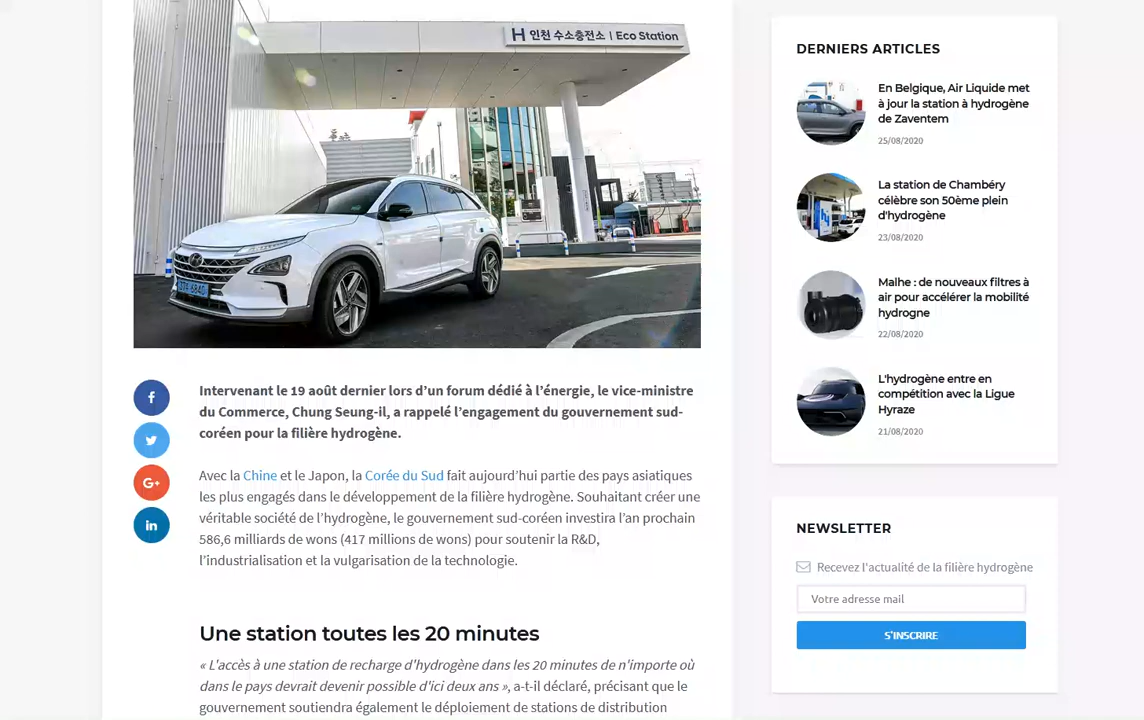 H 인천 수소충전소 | Eco Station
Intervenant le 19 août dernier lors d’un forum dédié à l’énergie, le vice-ministre
du Commerce, Chung Seung-il, a rappelé l’engagement du gouvernement sud-
coréen pour la filière hydrogène.
Avec la Chine et le Japon, la Corée du Sud fait aujourd’hui partie des pays asiatiques
les plus engagés dans le développement de la filière hydrogène. Souhaitant créer une
véritable société de l’hydrogène, le gouvernement sud-coréen investira l’an prochain
586,6 milliards de wons (417 millions de wons) pour soutenir la R&D,
l’industrialisation et la vulgarisation de la technologie.
Une station toutes les 20 minutes
« L'accès à une station de recharge d'hydrogène dans les 20 minutes de n'importe où
dans le pays devrait devenir possible d'ici deux ans », a-t-il déclaré, précisant que le
gouvernement soutiendra également le déploiement de stations de distribution
DERNIERS ARTICLES
En Belgique, Air Liquide met
à jour la station à hydrogène
de Zaventem
25/08/2020
La station de Chambéry
célèbre son 50ème plein
d'hydrogène
23/08/2020
Malhe : de nouveaux filtres à
air pour accélérer la mobilité
hydrogne
22/08/2020
L'hydrogène entre en
compétition avec la Ligue
Hyraze
21/08/2020
NEWSLETTER
Recevez l'actualité de la filière hydrogène
Votre adresse mail
S'INSCRIRE